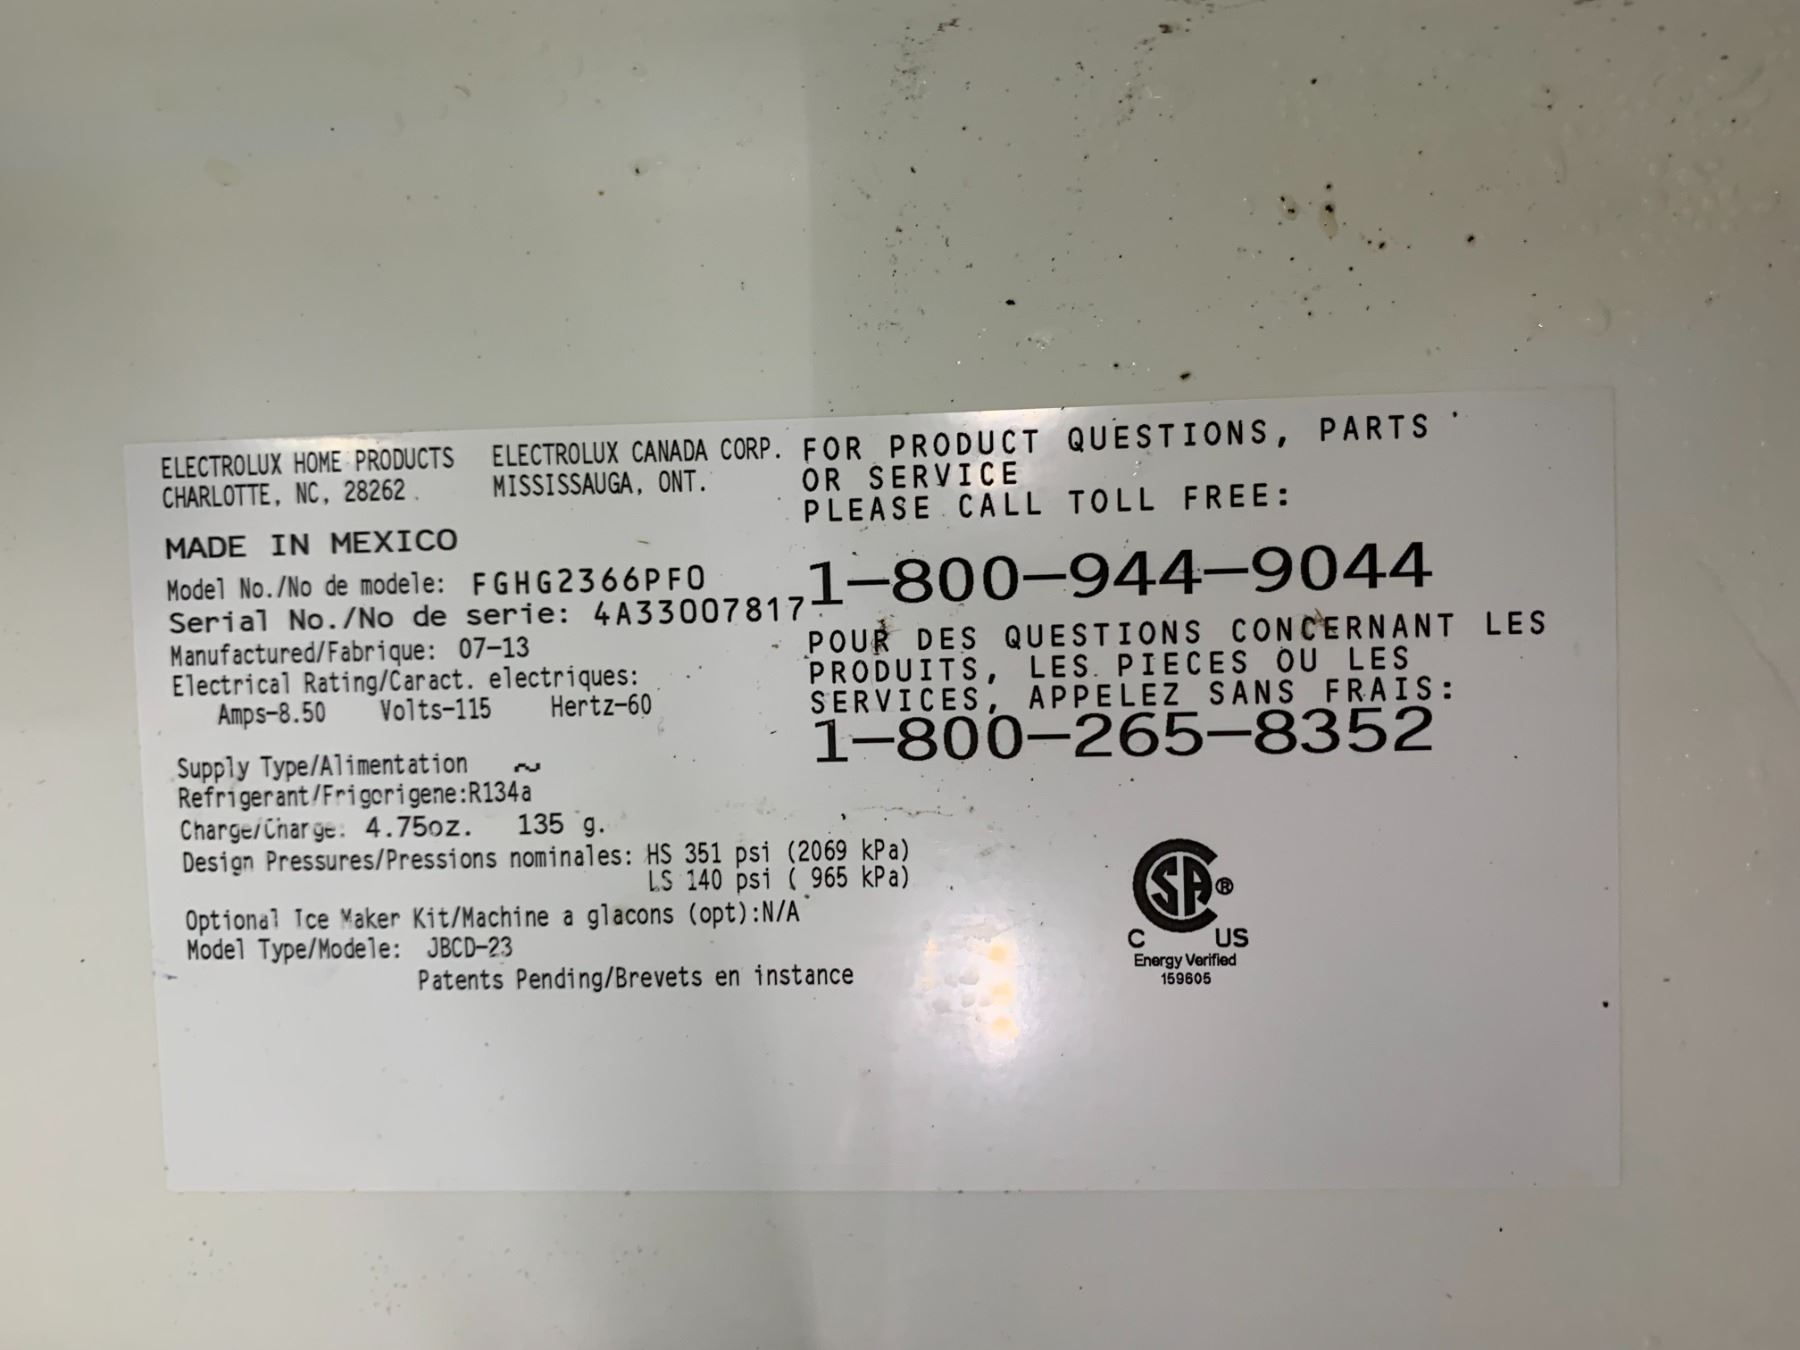 ELECTROLUX HOME PRODUCTS
CHARLOTTE, NC, 28262
ELECTROLUX CANADA CORP.
MISSISSAUGA, ONT.
MADE IN MEXICO
Model No./No de modele: FGHG2366PF0
Serial No./No de serie: 4A33007817
Manufactured/Fabrique: 07-13
Electrical Rating/Caract. electriques:
Amps-8.50 Volts-115 Hertz-60
Supply Type/Alimentation ~
Refrigerant/Frigorigene:R134a
Charge/Charge: 4.75oz. 135 g.
Design Pressures/Pressions nominales: HS 351 psi (2069 kPa)
LS 140 psi ( 965 kPa)
Optional Ice Maker Kit/Machine a glacons (opt):N/A
Model Type/Modele: JBCD-23
Patents Pending/Brevets en instance
FOR PRODUCT QUESTIONS, PARTS
OR SERVICE
PLEASE CALL TOLL FREE:
1-800-944-9044
POUR DES QUESTIONS CONCERNANT LES
PRODUITS, LES PIECES OU LES
SERVICES, APPELEZ SANS FRAIS:
1-800-265-8352
CSA®
C US
Energy Verified
159605